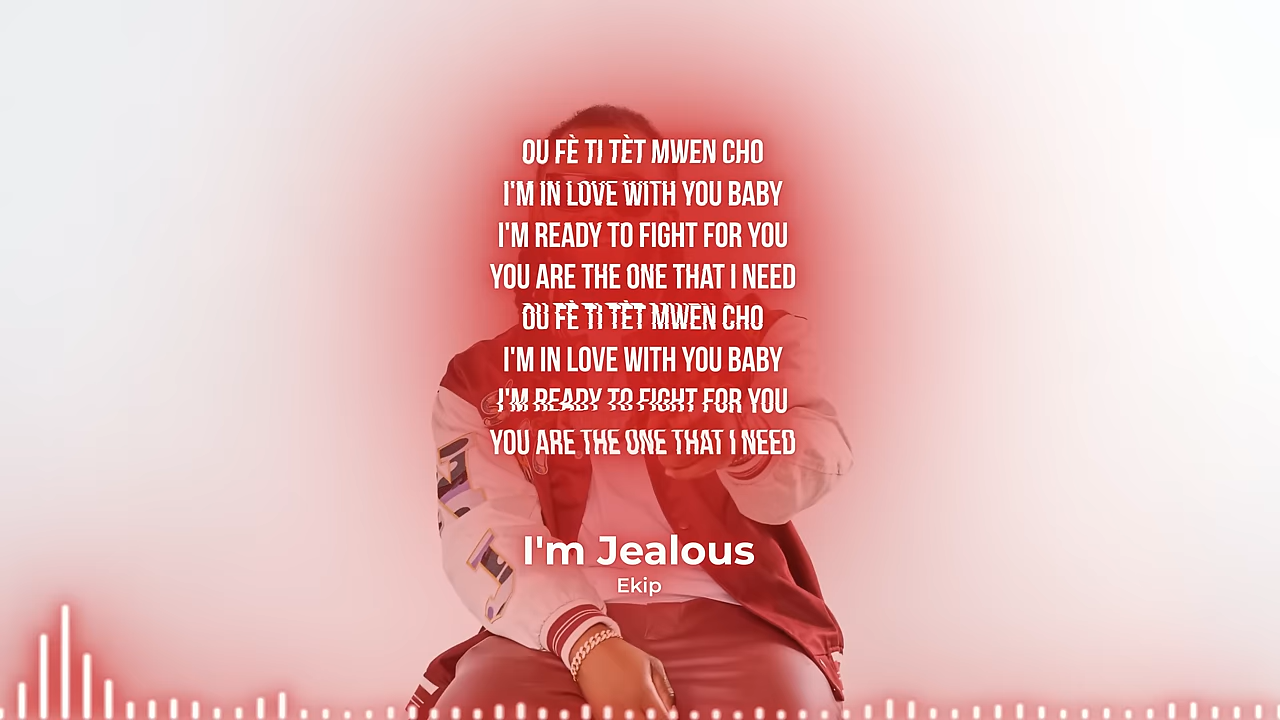 OU FÈ TI TÈT MWEN CHO
I'M IN LOVE WITH YOU BABY
I'M READY TO FIGHT FOR YOU
YOU ARE THE ONE THAT I NEED
OU FÈ TI TÈT MWEN CHO
I'M IN LOVE WITH YOU BABY
I'M READY TO FIGHT FOR YOU
YOU ARE THE ONE THAT I NEED
I'm Jealous
Ekip